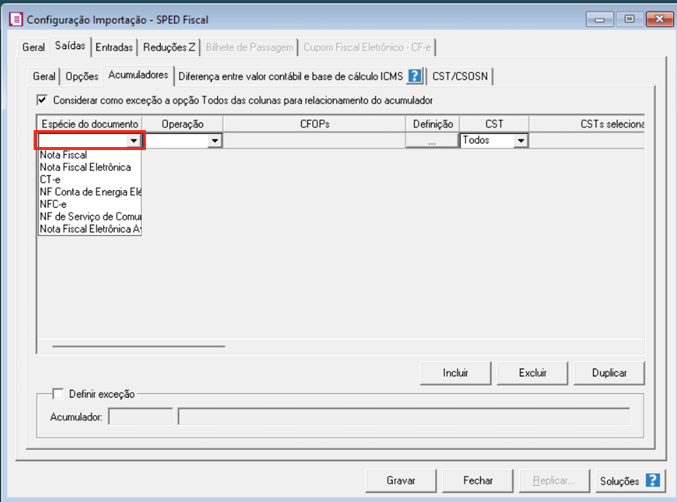 Configuração Importação - SPED Fiscal
Geral Saídas Entradas Reduções Z Bilhete de Passagem Cupom Fiscal Eletrônico - CF-e
Geral Opções Acumuladores Diferença entre valor contábil e base de cálculo ICMS ? CST/CSOSN
Considerar como exceção a opção Todos das colunas para relacionamento do acumulador
Espécie do documento Operação CFOPs Definição CST CSTs seleciona
... Todos
Nota Fiscal
Nota Fiscal Eletrônica
CT-e
NF Conta de Energia Elé
NFC-e
NF de Serviço de Comur
Nota Fiscal Eletrônica A
Incluir Excluir Duplicar
Definir exceção
Acumulador:
Gravar Fechar Replicar... Soluções ?